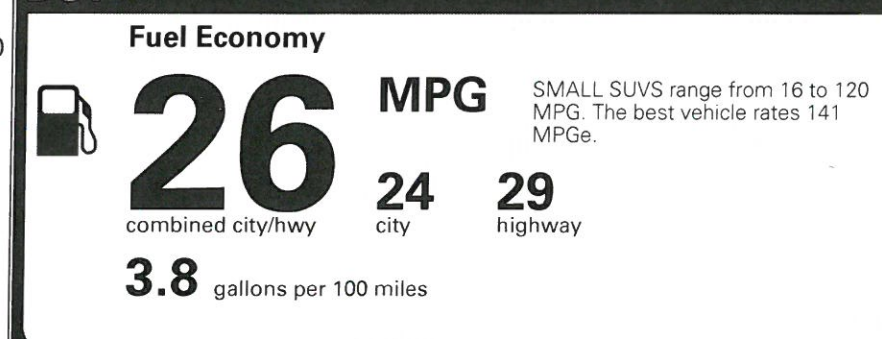 Fuel Economy
26
MPG
combined city/hwy
24
city
29
highway
3.8 gallons per 100 miles
SMALL SUVS range from 16 to 120
MPG. The best vehicle rates 141
MPGe.